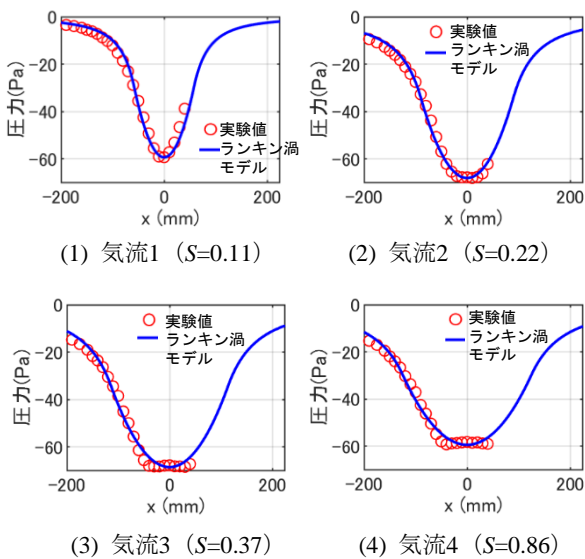 0
−20
−40
−60
圧力(Pa)
−200
0
200
x (mm)
実験値
ランキン渦
モデル
(1) 気流1（S=0.11）
0
−20
−40
−60
圧力(Pa)
−200
0
200
x (mm)
実験値
ランキン渦
モデル
(2) 気流2（S=0.22）
0
−20
−40
−60
圧力(Pa)
−200
0
200
x (mm)
実験値
ランキン渦
モデル
(3) 気流3（S=0.37）
0
−20
−40
−60
圧力(Pa)
−200
0
200
x (mm)
実験値
ランキン渦
モデル
(4) 気流4（S=0.86）